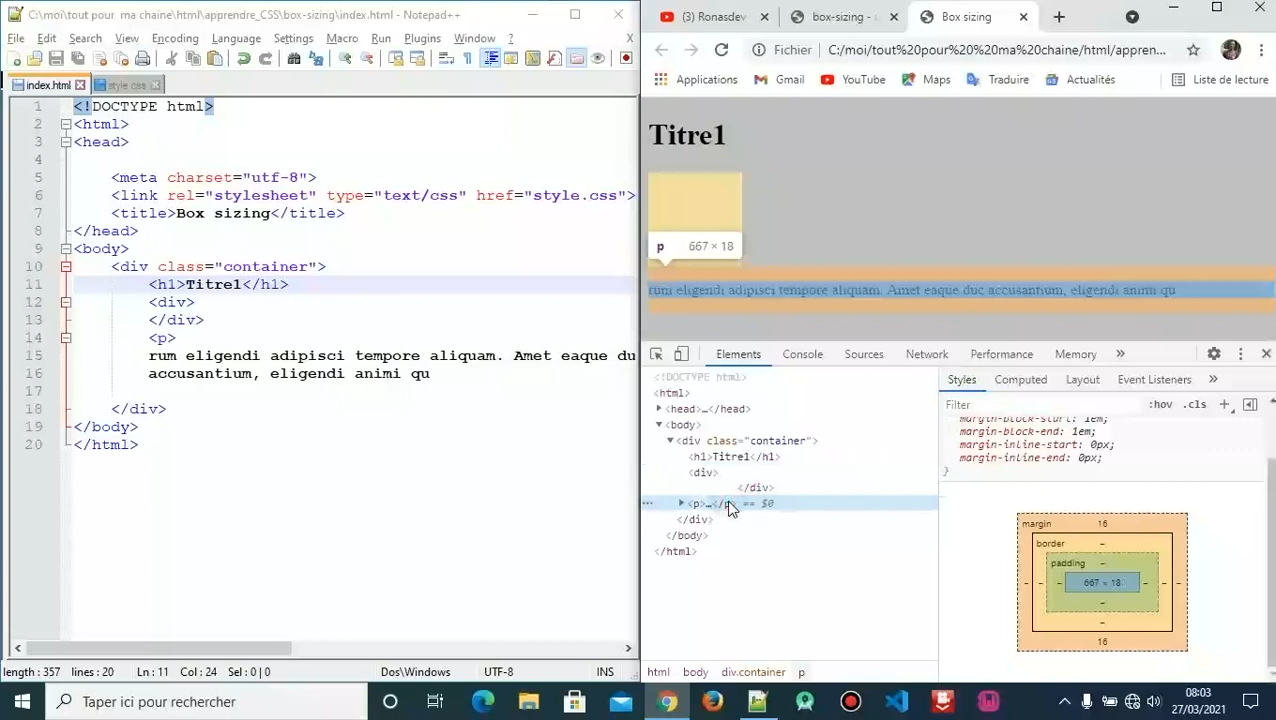 C:\moi\tout pour ma chaine\html\apprendre_CSS\box-sizing\index.html - Notepad++
File Edit Search View Encoding Language Settings Macro Run Plugins Window ?
index.html style css
1 <!DOCTYPE html>
2 <html>
3 <head>
4
5 <meta charset="utf-8">
6 <link rel="stylesheet" type="text/css" href="style.css">
7 <title>Box sizing</title>
8 </head>
9 <body>
10 <div class="container">
11 <h1>Titre1</h1>
12 <div>
13 </div>
14 <p>
15 rum eligendi adipisci tempore aliquam. Amet eaque du
16 accusantium, eligendi animi qu
17
18 </div>
19 </body>
20 </html>
length : 357 lines : 20 Ln : 11 Col : 24 Sel : 0 | 0 Dos\Windows UTF-8 INS
(3) Ronasdev box-sizing - Box sizing
Fichier C:/moi/tout%20pour%20%20ma%20chaine/html/appren...
Applications Gmail YouTube Maps Traduire Actualités Liste de lecture
Titre1
p 667 × 18
rum eligendi adipisci tempore aliquam. Amet eaque duc accusantium, eligendi anim qu
Elements Console Sources Network Performance Memory »
<!DOCTYPE html>
<html>
<head>…</head>
<body>
<div class="container">
<h1>Titre1</h1>
<div>
</div>
<p>…</p> == $0
</div>
</body>
</html>
html body div.container p
Styles Computed Layout Event Listeners »
Filter :hov .cls +
margin-block-start: 1em;
margin-block-end: 1em;
margin-inline-start: 0px;
margin-inline-end: 0px;
}
margin 16
border -
padding -
- - - 667 × 18 - - -
-
-
16
Taper ici pour rechercher
08:03
27/03/2021